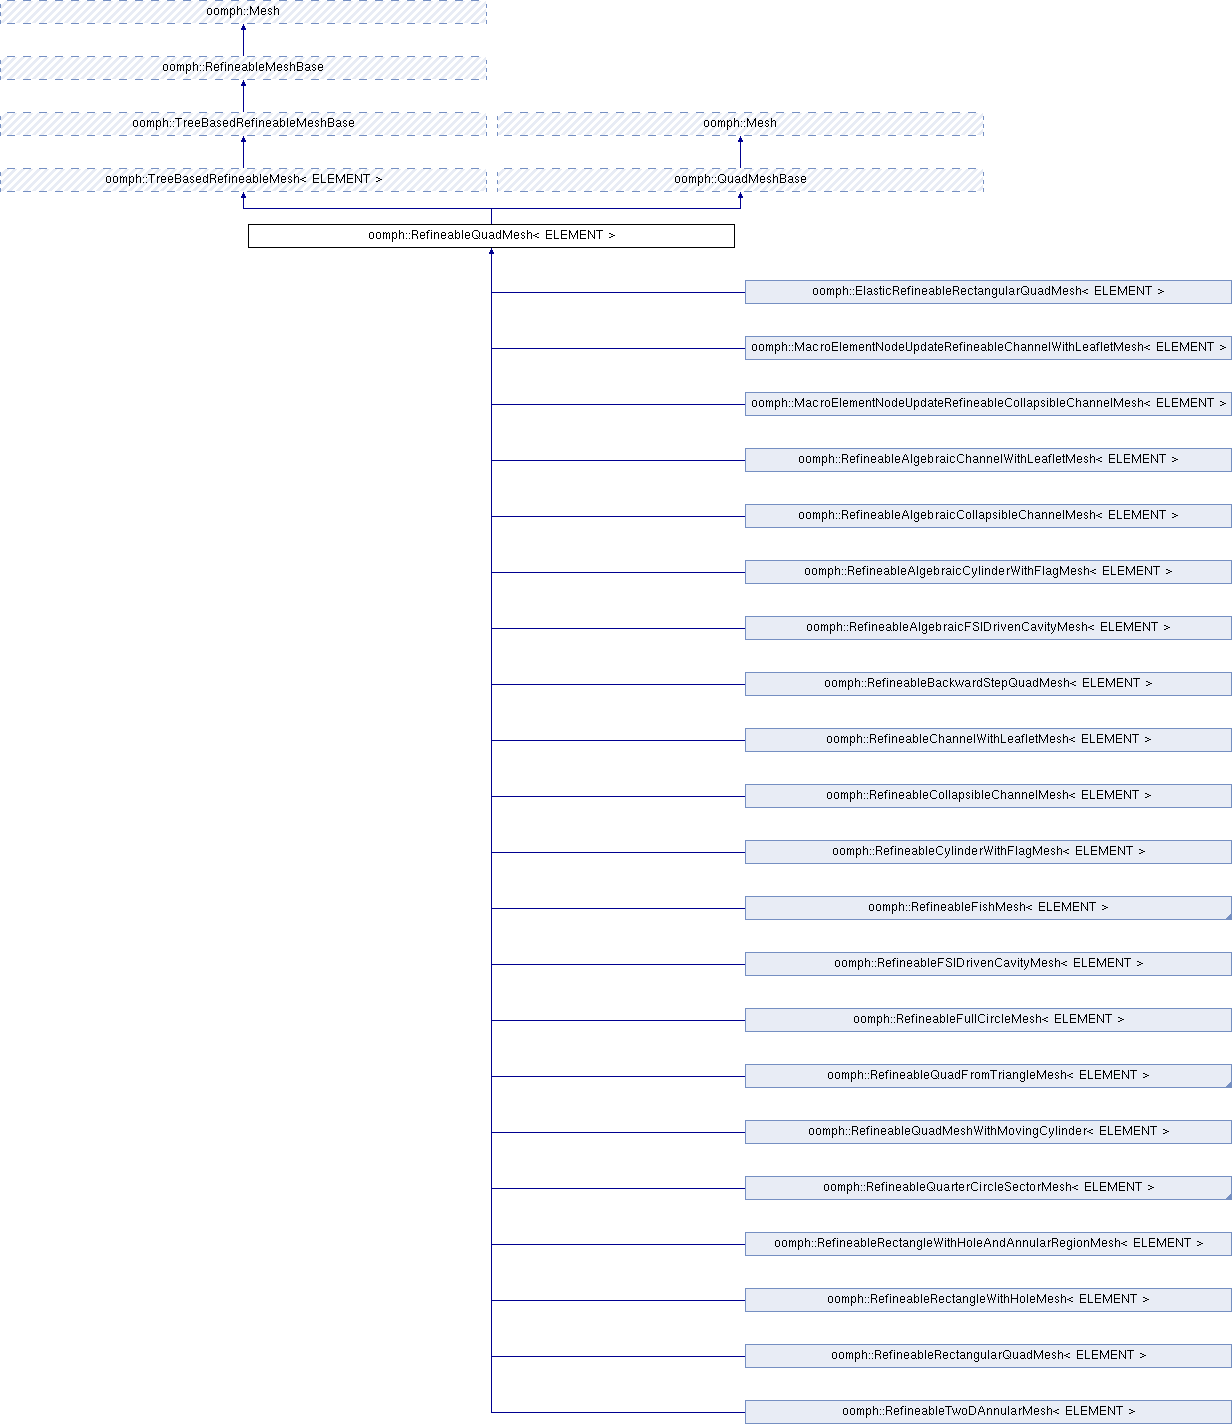 oomph::Mesh
oomph::RefineableMeshBase
oomph::TreeBasedRefineableMeshBase
oomph::Mesh
oomph::TreeBasedRefineableMesh< ELEMENT >
oomph::QuadMeshBase
oomph::RefineableQuadMesh< ELEMENT >
oomph::ElasticRefineableRectangularQuadMesh< ELEMENT >
oomph::MacroElementNodeUpdateRefineableChannelWithLeafletMesh< ELEMENT >
oomph::MacroElementNodeUpdateRefineableCollapsibleChannelMesh< ELEMENT >
oomph::RefineableAlgebraicChannelWithLeafletMesh< ELEMENT >
oomph::RefineableAlgebraicCollapsibleChannelMesh< ELEMENT >
oomph::RefineableAlgebraicCylinderWithFlagMesh< ELEMENT >
oomph::RefineableAlgebraicFSIDrivenCavityMesh< ELEMENT >
oomph::RefineableBackwardStepQuadMesh< ELEMENT >
oomph::RefineableChannelWithLeafletMesh< ELEMENT >
oomph::RefineableCollapsibleChannelMesh< ELEMENT >
oomph::RefineableCylinderWithFlagMesh< ELEMENT >
oomph::RefineableFishMesh< ELEMENT >
oomph::RefineableFSIDrivenCavityMesh< ELEMENT >
oomph::RefineableFullCircleMesh< ELEMENT >
oomph::RefineableQuadFromTriangleMesh< ELEMENT >
oomph::RefineableQuadMeshWithMovingCylinder< ELEMENT >
oomph::RefineableQuarterCircleSectorMesh< ELEMENT >
oomph::RefineableRectangleWithHoleAndAnnularRegionMesh< ELEMENT >
oomph::RefineableRectangleWithHoleMesh< ELEMENT >
oomph::RefineableRectangularQuadMesh< ELEMENT >
oomph::RefineableTwoDAnnularMesh< ELEMENT >